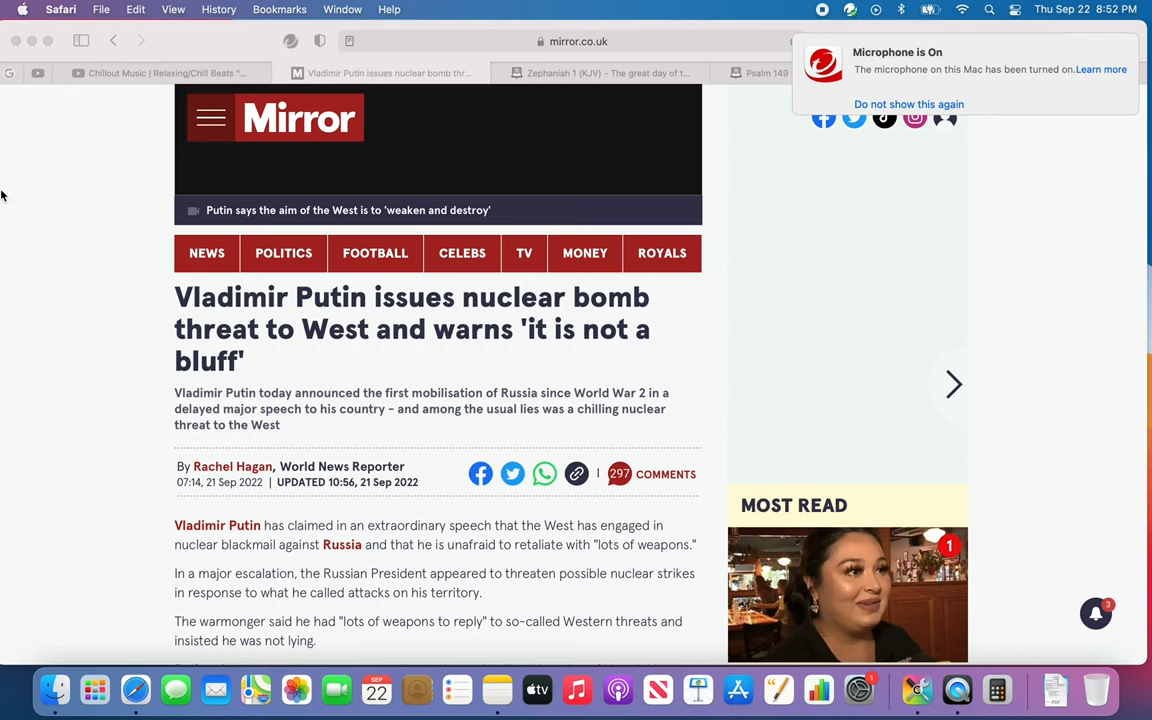 Safari File Edit View History Bookmarks Window Help
Thu Sep 22 8:52 PM
mirror.co.uk
Chillout Music | Relaxing/Chill Beats "...
Vladimir Putin issues nuclear bomb thr...
Zephaniah 1 (KJV) - The great day of t...
Psalm 149
Microphone is On
The microphone on this Mac has been turned on. Learn more
Do not show this again
Mirror
Putin says the aim of the West is to 'weaken and destroy'
NEWS POLITICS FOOTBALL CELEBS TV MONEY ROYALS
Vladimir Putin issues nuclear bomb
threat to West and warns 'it is not a
bluff'
Vladimir Putin today announced the first mobilisation of Russia since World War 2 in a
delayed major speech to his country - and among the usual lies was a chilling nuclear
threat to the West
By Rachel Hagan, World News Reporter
07:14, 21 Sep 2022 | UPDATED 10:56, 21 Sep 2022
297 COMMENTS
Vladimir Putin has claimed in an extraordinary speech that the West has engaged in
nuclear blackmail against Russia and that he is unafraid to retaliate with "lots of weapons."
In a major escalation, the Russian President appeared to threaten possible nuclear strikes
in response to what he called attacks on his territory.
The warmonger said he had "lots of weapons to reply" to so-called Western threats and
insisted he was not lying.
MOST READ
1
3
SEP
22
tv
1
PDF